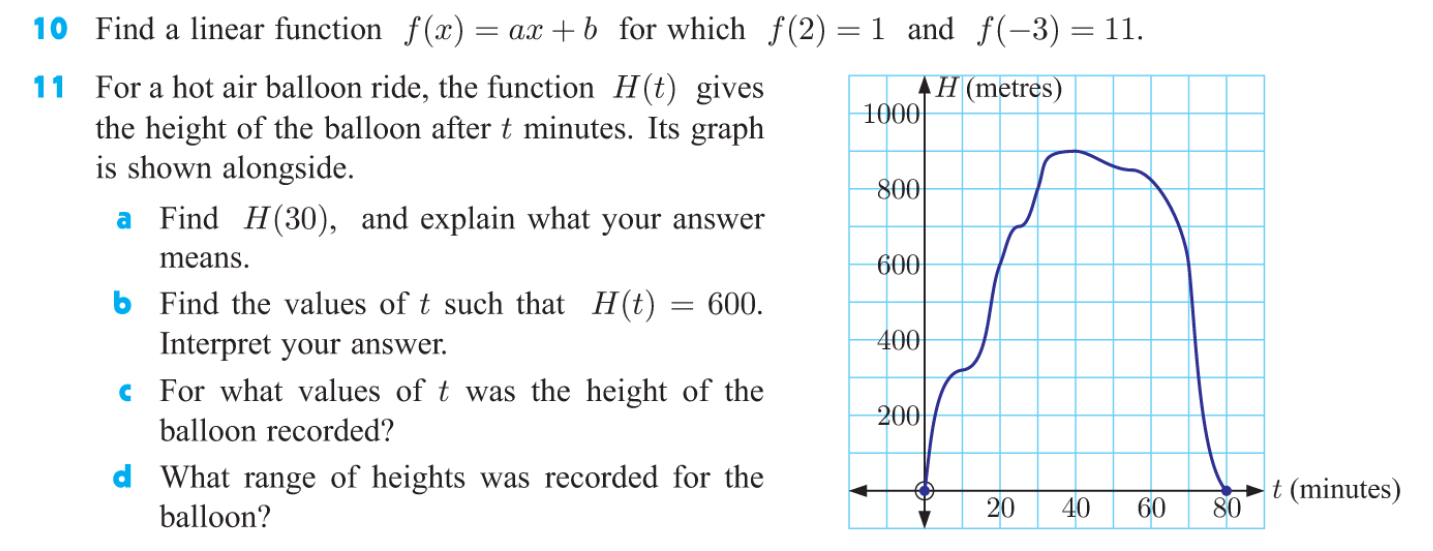 10 Find a linear function f(x) = ax + b for which f(2) = 1 and f(−3) = 11.
11 For a hot air balloon ride, the function H(t) gives
the height of the balloon after t minutes. Its graph
is shown alongside.
a Find H(30), and explain what your answer
means.
b Find the values of t such that H(t) = 600.
Interpret your answer.
c For what values of t was the height of the
balloon recorded?
d What range of heights was recorded for the
balloon?
H (metres)
1000
800
600
400
200
t (minutes)
20 40 60 80